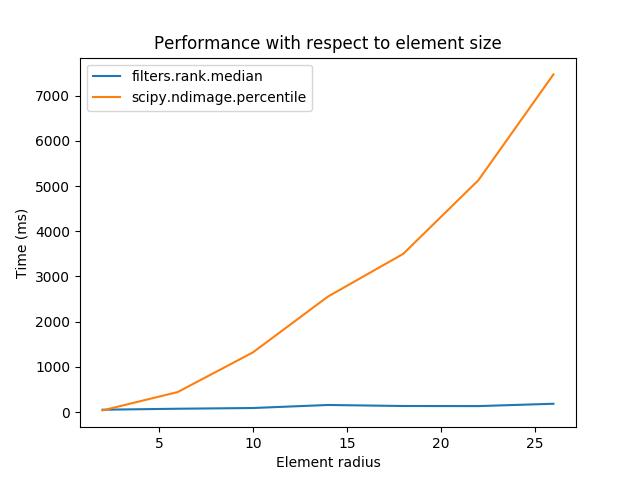 Performance with respect to element size
filters.rank.median
scipy.ndimage.percentile
Time (ms)
7000
6000
5000
4000
3000
2000
1000
0
5 10 15 20 25
Element radius